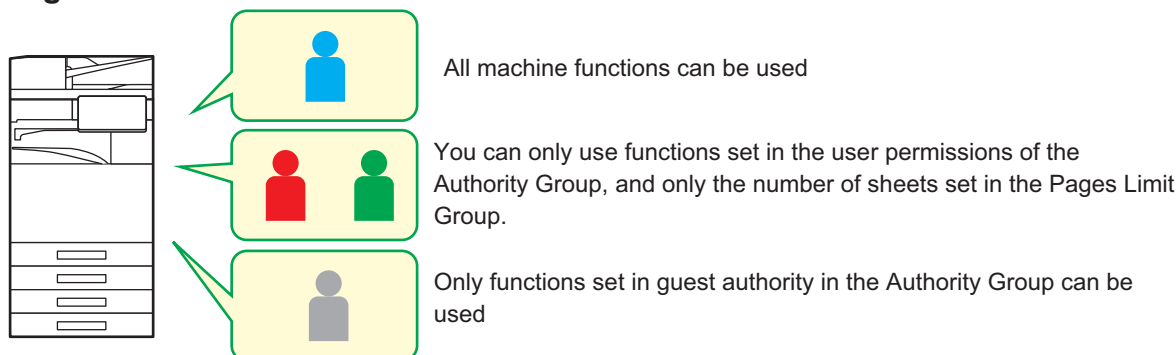 All machine functions can be used
You can only use functions set in the user permissions of the
Authority Group, and only the number of sheets set in the Pages Limit
Group.
Only functions set in guest authority in the Authority Group can be
used